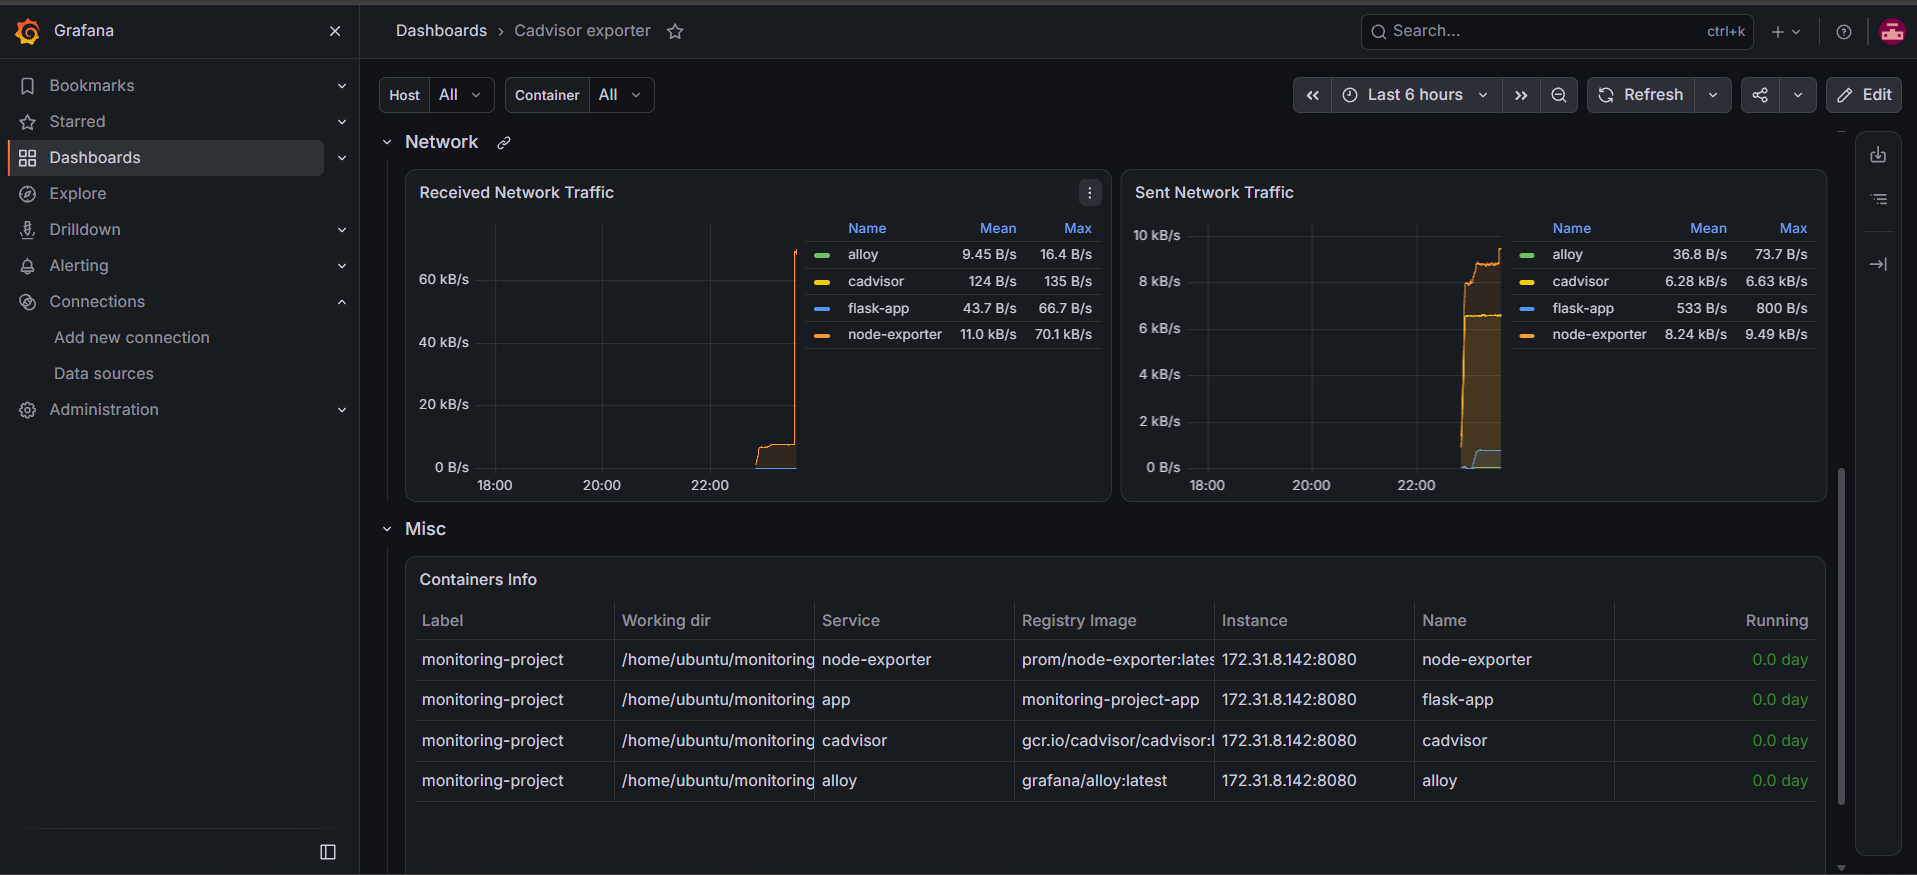 Grafana
Dashboards › Cadvisor exporter
Search... ctrl+k
Bookmarks
Starred
Dashboards
Explore
Drilldown
Alerting
Connections
Add new connection
Data sources
Administration
Host All Container All
Last 6 hours Refresh Edit
Network
Received Network Traffic
60 kB/s
40 kB/s
20 kB/s
0 B/s
18:00 20:00 22:00
Name Mean Max
alloy 9.45 B/s 16.4 B/s
cadvisor 124 B/s 135 B/s
flask-app 43.7 B/s 66.7 B/s
node-exporter 11.0 kB/s 70.1 kB/s
Sent Network Traffic
10 kB/s
8 kB/s
6 kB/s
4 kB/s
2 kB/s
0 B/s
18:00 20:00 22:00
Name Mean Max
alloy 36.8 B/s 73.7 B/s
cadvisor 6.28 kB/s 6.63 kB/s
flask-app 533 B/s 800 B/s
node-exporter 8.24 kB/s 9.49 kB/s
Misc
Containers Info
Label Working dir Service Registry Image Instance Name Running
monitoring-project /home/ubuntu/monitoring node-exporter prom/node-exporter:lates 172.31.8.142:8080 node-exporter 0.0 day
monitoring-project /home/ubuntu/monitoring app monitoring-project-app 172.31.8.142:8080 flask-app 0.0 day
monitoring-project /home/ubuntu/monitoring cadvisor gcr.io/cadvisor/cadvisor:l 172.31.8.142:8080 cadvisor 0.0 day
monitoring-project /home/ubuntu/monitoring alloy grafana/alloy:latest 172.31.8.142:8080 alloy 0.0 day